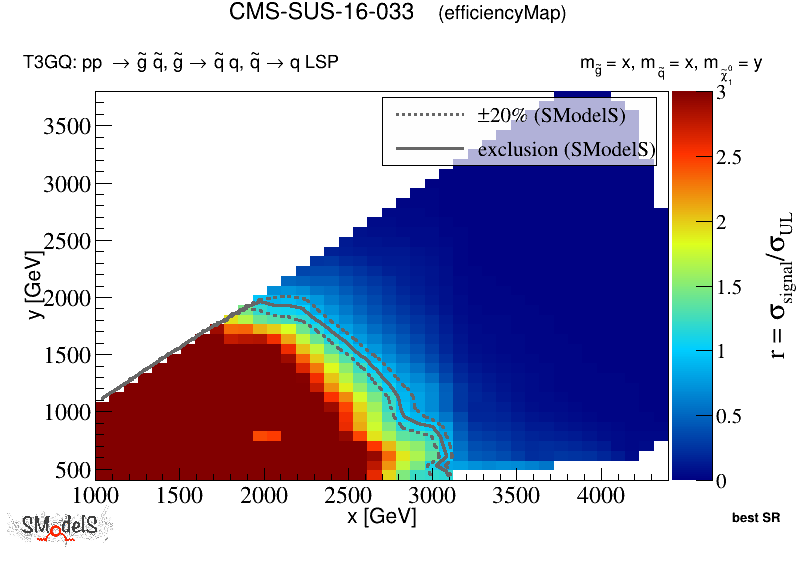 CMS-SUS-16-033 (efficiencyMap)
T3GQ: pp → g̃ q̃, g̃ → q̃ q, q̃ → q LSP
m_g̃ = x, m_q̃ = x, m_χ̃₁⁰ = y
±20% (SModelS)
exclusion (SModelS)
3500
3000
2500
2000
1500
1000
500
y [GeV]
1000 1500 2000 2500 3000 3500 4000
x [GeV]
3
2.5
2
1.5
1
0.5
0
r = σ_signal/σ_UL
SModelS
best SR